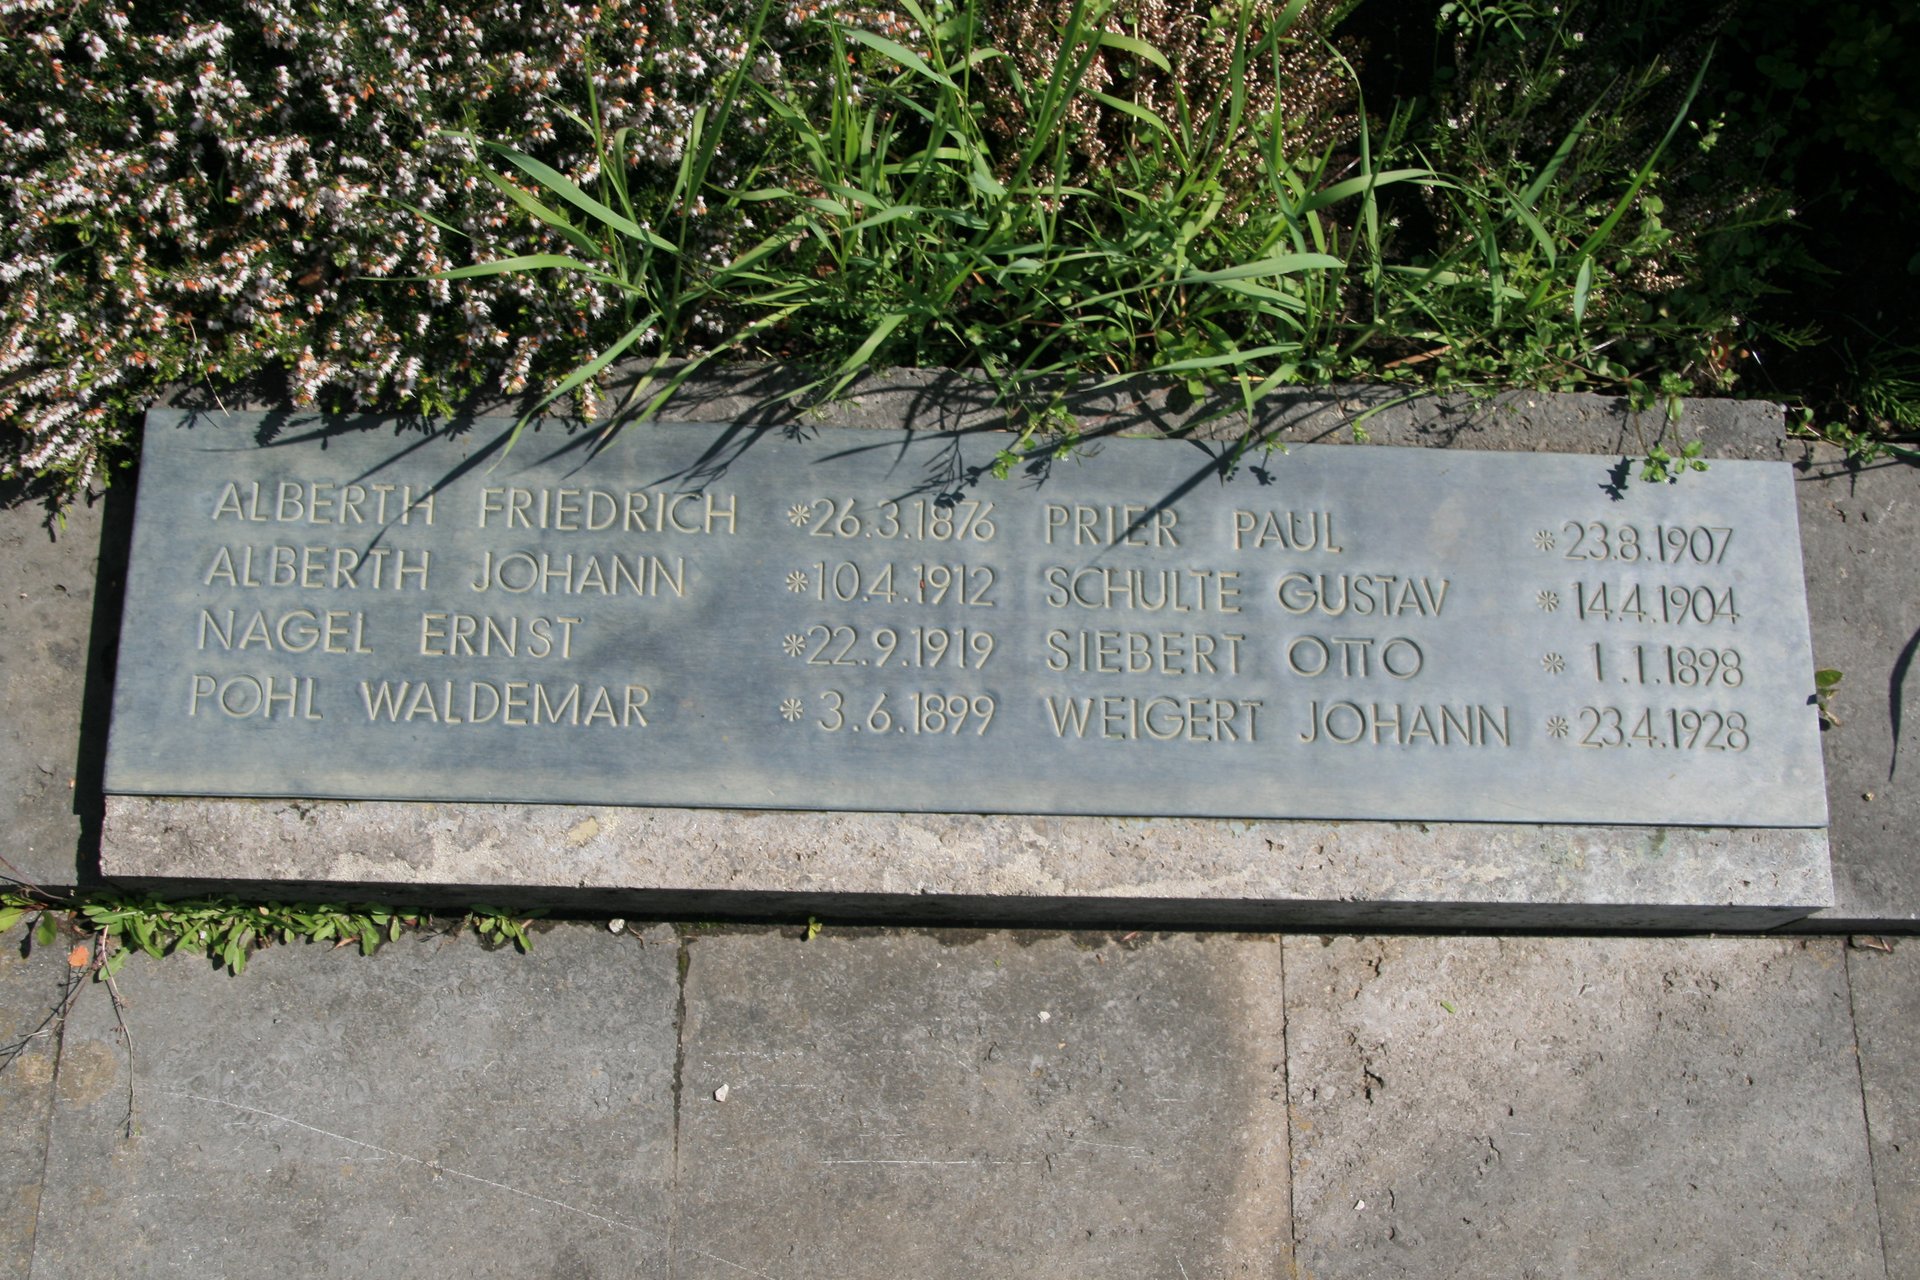 ALBERTH FRIEDRICH *26.3.1876
ALBERTH JOHANN *10.4.1912
NAGEL ERNST *22.9.1919
POHL WALDEMAR * 3.6.1899
PRIER PAUL *23.8.1907
SCHULTE GUSTAV * 14.4.1904
SIEBERT OTTO * 1.1.1898
WEIGERT JOHANN *23.4.1928